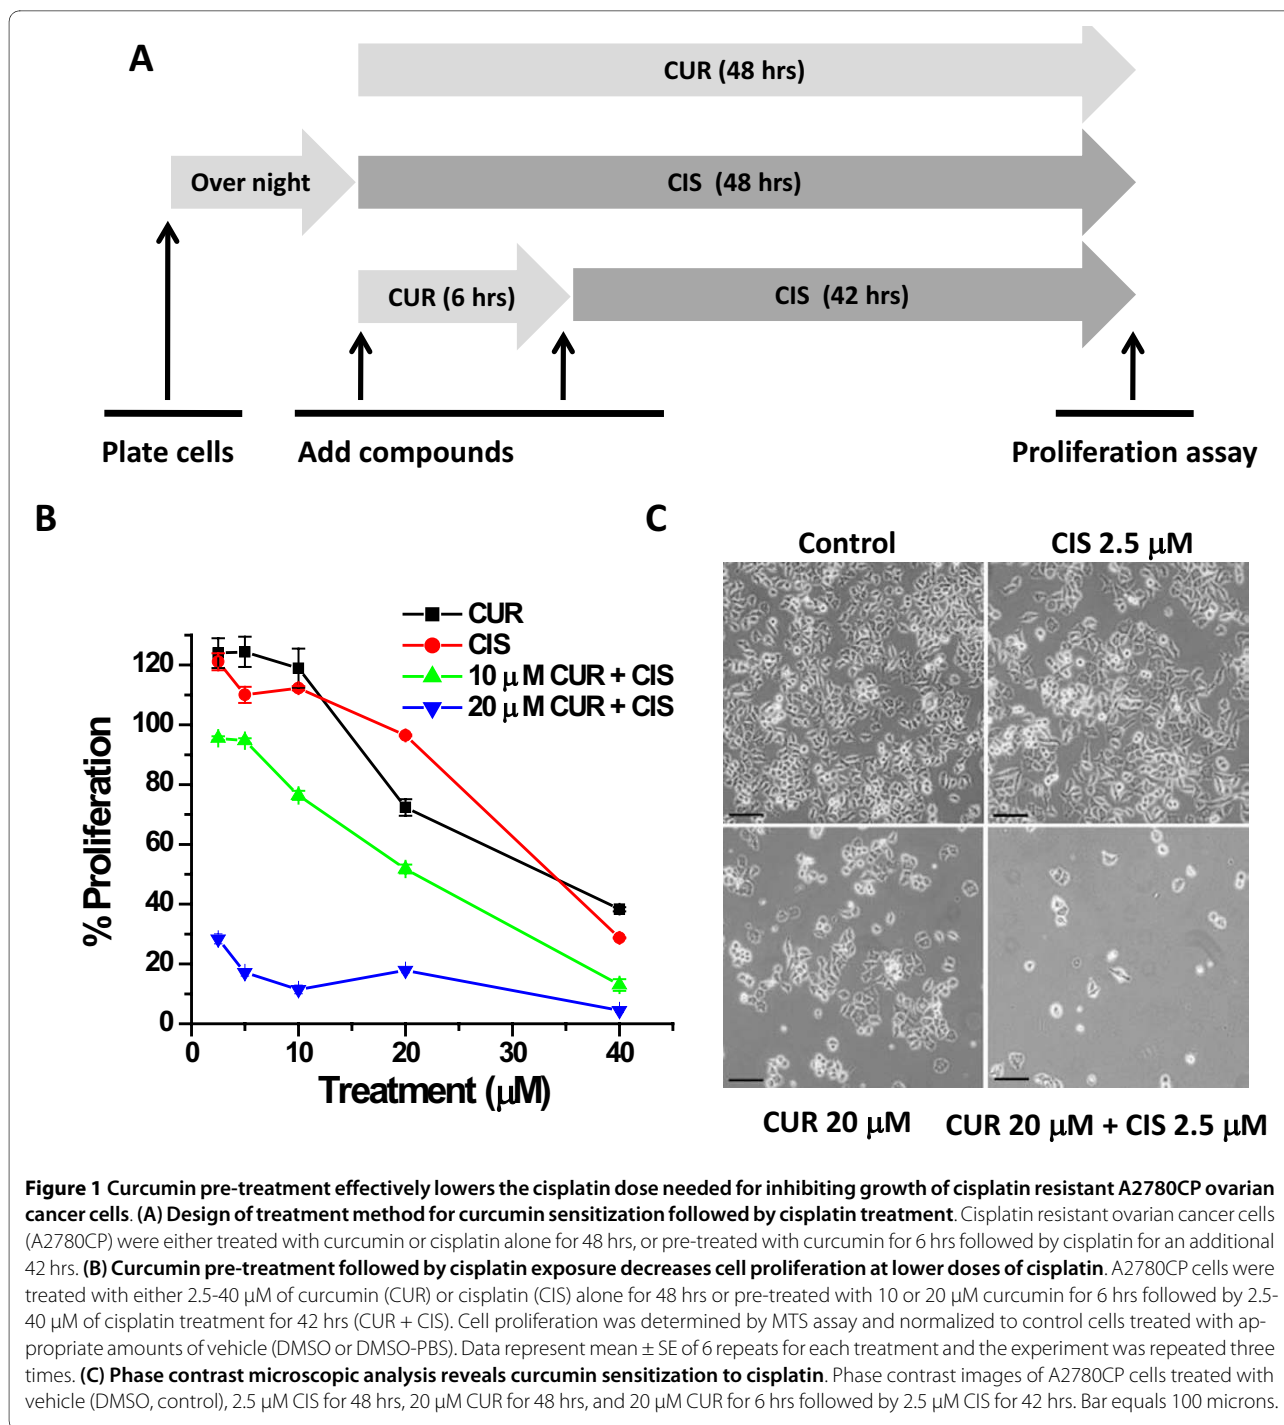 A
CUR (48 hrs)
Over night
CIS (48 hrs)
CUR (6 hrs)
CIS (42 hrs)
Plate cells
Add compounds
Proliferation assay
B
CUR
CIS
10 μM CUR + CIS
20 μM CUR + CIS
% Proliferation
120
100
80
60
40
20
0
0 10 20 30 40
Treatment (μM)
C
Control
CIS 2.5 μM
CUR 20 μM
CUR 20 μM + CIS 2.5 μM
Figure 1 Curcumin pre-treatment effectively lowers the cisplatin dose needed for inhibiting growth of cisplatin resistant A2780CP ovarian
cancer cells. (A) Design of treatment method for curcumin sensitization followed by cisplatin treatment. Cisplatin resistant ovarian cancer cells
(A2780CP) were either treated with curcumin or cisplatin alone for 48 hrs, or pre-treated with curcumin for 6 hrs followed by cisplatin for an additional
42 hrs. (B) Curcumin pre-treatment followed by cisplatin exposure decreases cell proliferation at lower doses of cisplatin. A2780CP cells were
treated with either 2.5-40 μM of curcumin (CUR) or cisplatin (CIS) alone for 48 hrs or pre-treated with 10 or 20 μM curcumin for 6 hrs followed by 2.5-
40 μM of cisplatin treatment for 42 hrs (CUR + CIS). Cell proliferation was determined by MTS assay and normalized to control cells treated with ap-
propriate amounts of vehicle (DMSO or DMSO-PBS). Data represent mean ± SE of 6 repeats for each treatment and the experiment was repeated three
times. (C) Phase contrast microscopic analysis reveals curcumin sensitization to cisplatin. Phase contrast images of A2780CP cells treated with
vehicle (DMSO, control), 2.5 μM CIS for 48 hrs, 20 μM CUR for 48 hrs, and 20 μM CUR for 6 hrs followed by 2.5 μM CIS for 42 hrs. Bar equals 100 microns.